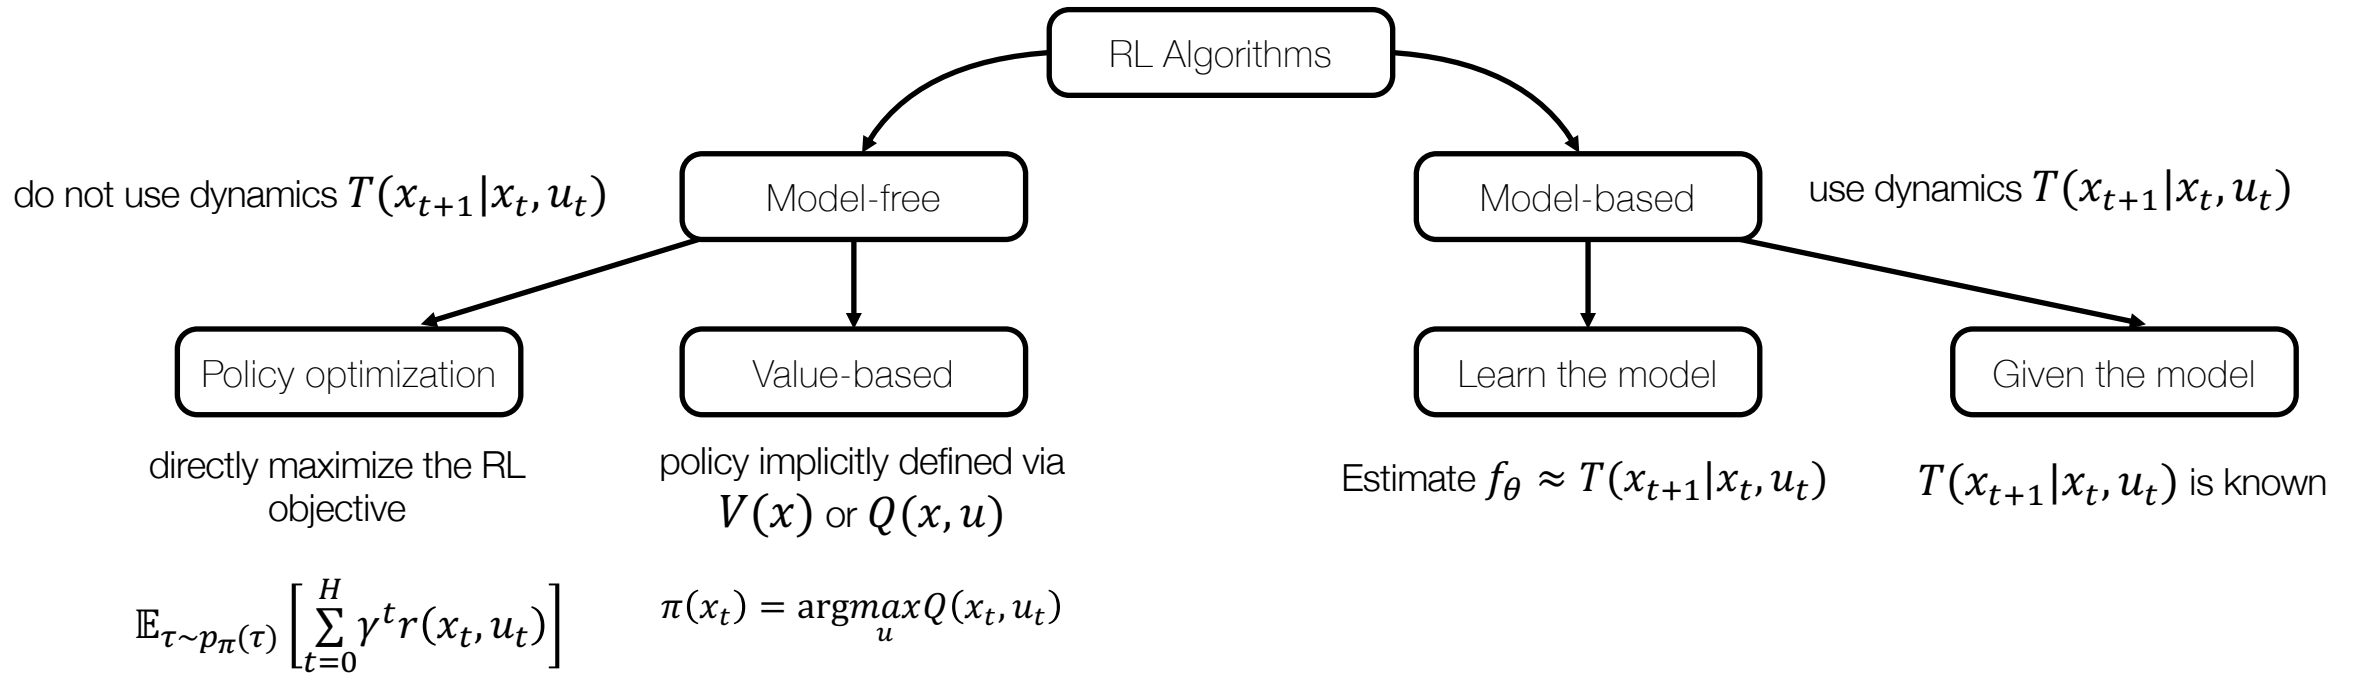 RL Algorithms
do not use dynamics T(x_{t+1}|x_t, u_t)
Model-free
Model-based
use dynamics T(x_{t+1}|x_t, u_t)
Policy optimization
Value-based
Learn the model
Given the model
directly maximize the RL
objective
policy implicitly defined via
V(x) or Q(x, u)
Estimate f_θ ≈ T(x_{t+1}|x_t, u_t)
T(x_{t+1}|x_t, u_t) is known
𝔼_{τ~p_π(τ)} [∑_{t=0}^{H} γ^t r(x_t, u_t)]
π(x_t) = argmax_u Q(x_t, u_t)